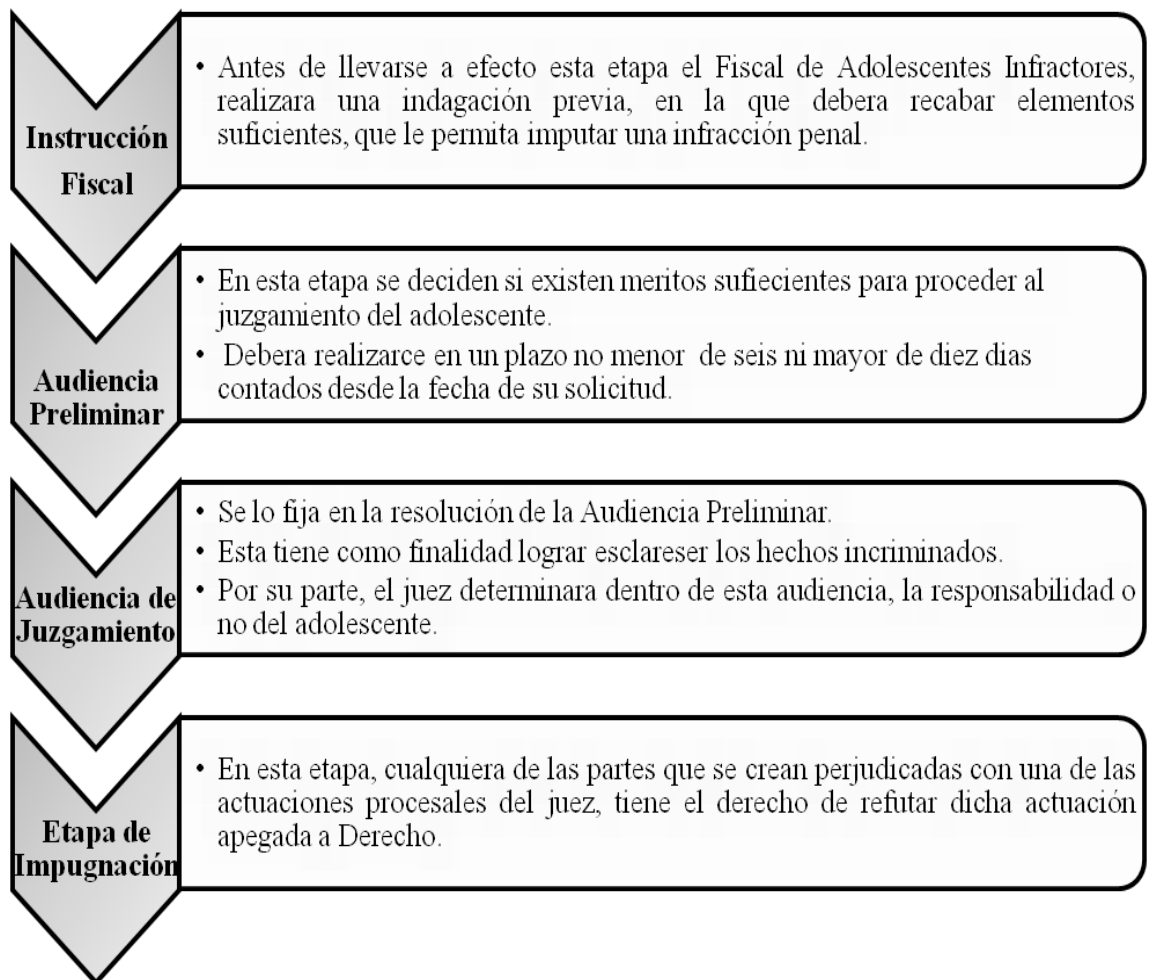 Instrucción
Fiscal
• Antes de llevarse a efecto esta etapa el Fiscal de Adolescentes Infractores,
realizara una indagación previa, en la que debera recabar elementos
suficientes, que le permita imputar una infracción penal.
Audiencia
Preliminar
• En esta etapa se deciden si existen meritos sufiecientes para proceder al
juzgamiento del adolescente.
• Debera realizarce en un plazo no menor de seis ni mayor de diez dias
contados desde la fecha de su solicitud.
Audiencia de
Juzgamiento
• Se lo fija en la resolución de la Audiencia Preliminar.
• Esta tiene como finalidad lograr esclareser los hechos incriminados.
• Por su parte, el juez determinara dentro de esta audiencia, la responsabilidad o
no del adolescente.
Etapa de
Impugnación
• En esta etapa, cualquiera de las partes que se crean perjudicadas con una de las
actuaciones procesales del juez, tiene el derecho de refutar dicha actuación
apegada a Derecho.